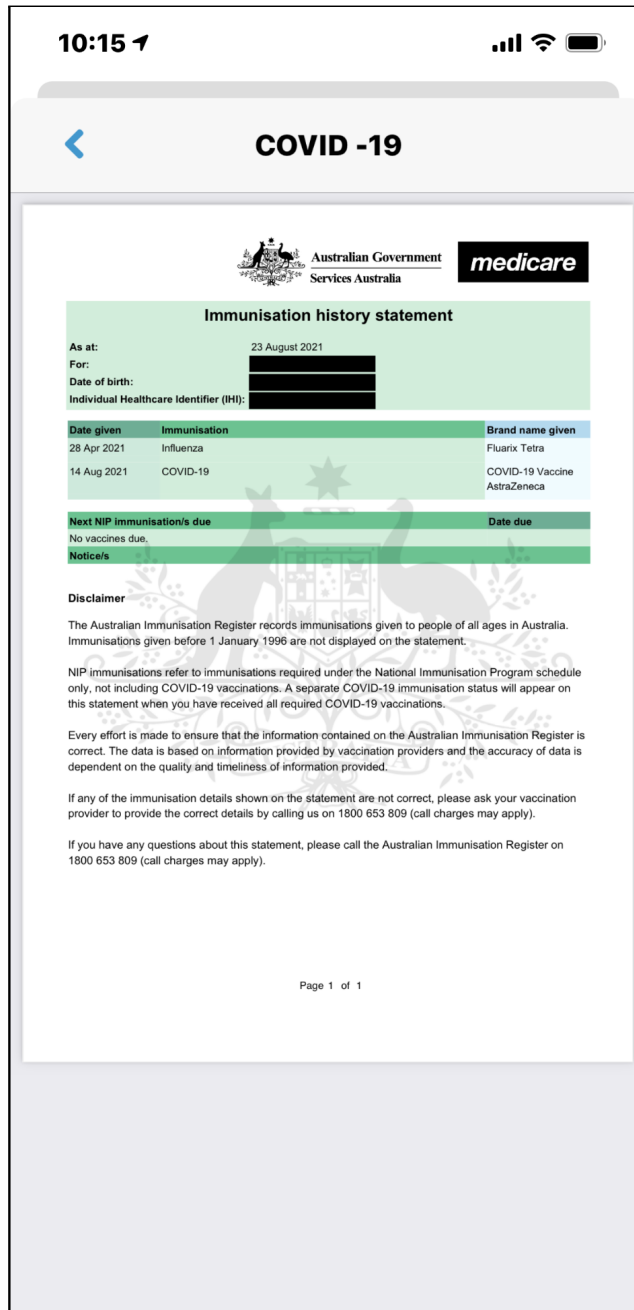 10:15
COVID -19
Australian Government
Services Australia
medicare
Immunisation history statement
As at: 23 August 2021
For:
Date of birth:
Individual Healthcare Identifier (IHI):
Date given Immunisation Brand name given
28 Apr 2021 Influenza Fluarix Tetra
14 Aug 2021 COVID-19 COVID-19 Vaccine
AstraZeneca
Next NIP immunisation/s due Date due
No vaccines due.
Notice/s
Disclaimer
The Australian Immunisation Register records immunisations given to people of all ages in Australia.
Immunisations given before 1 January 1996 are not displayed on the statement.
NIP immunisations refer to immunisations required under the National Immunisation Program schedule
only, not including COVID-19 vaccinations. A separate COVID-19 immunisation status will appear on
this statement when you have received all required COVID-19 vaccinations.
Every effort is made to ensure that the information contained on the Australian Immunisation Register is
correct. The data is based on information provided by vaccination providers and the accuracy of data is
dependent on the quality and timeliness of information provided.
If any of the immunisation details shown on the statement are not correct, please ask your vaccination
provider to provide the correct details by calling us on 1800 653 809 (call charges may apply).
If you have any questions about this statement, please call the Australian Immunisation Register on
1800 653 809 (call charges may apply).
Page 1 of 1